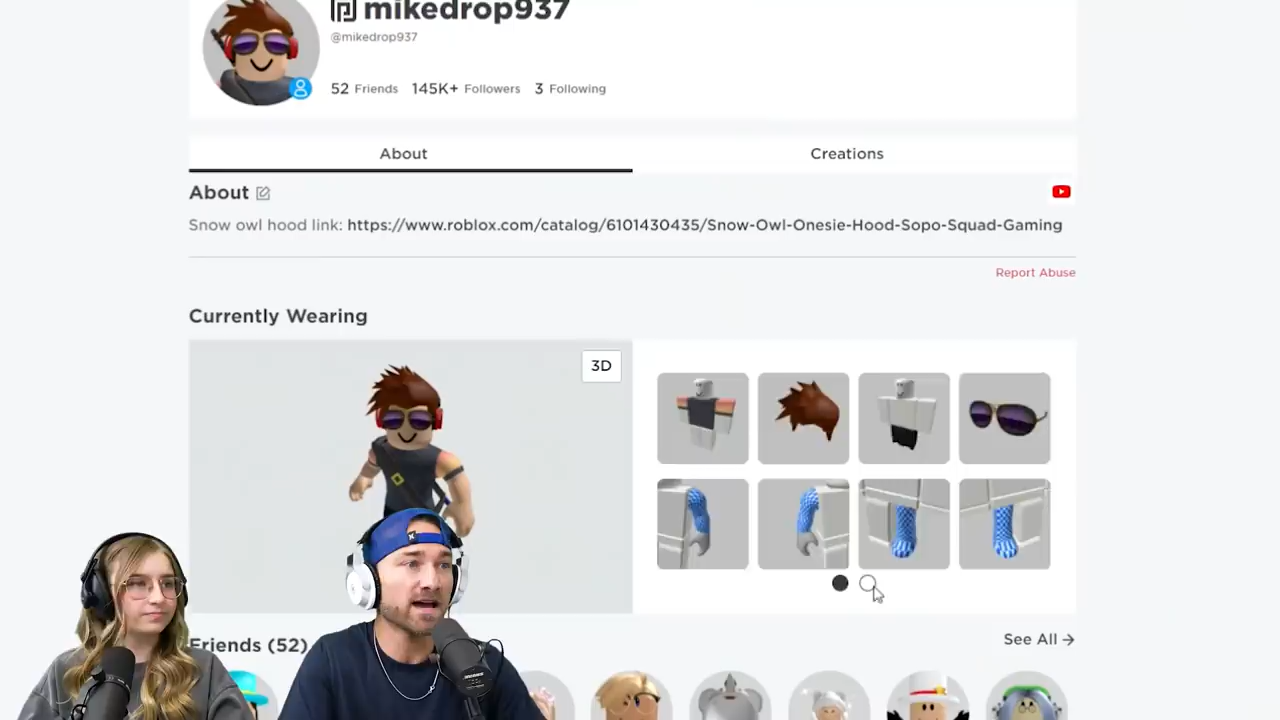 mikedrop937
@mikedrop937
52 Friends 145K+ Followers 3 Following
About Creations
About
Snow owl hood link: https://www.roblox.com/catalog/6101430435/Snow-Owl-Onesie-Hood-Sopo-Squad-Gaming
Report Abuse
Currently Wearing
3D
Friends (52)
See All →